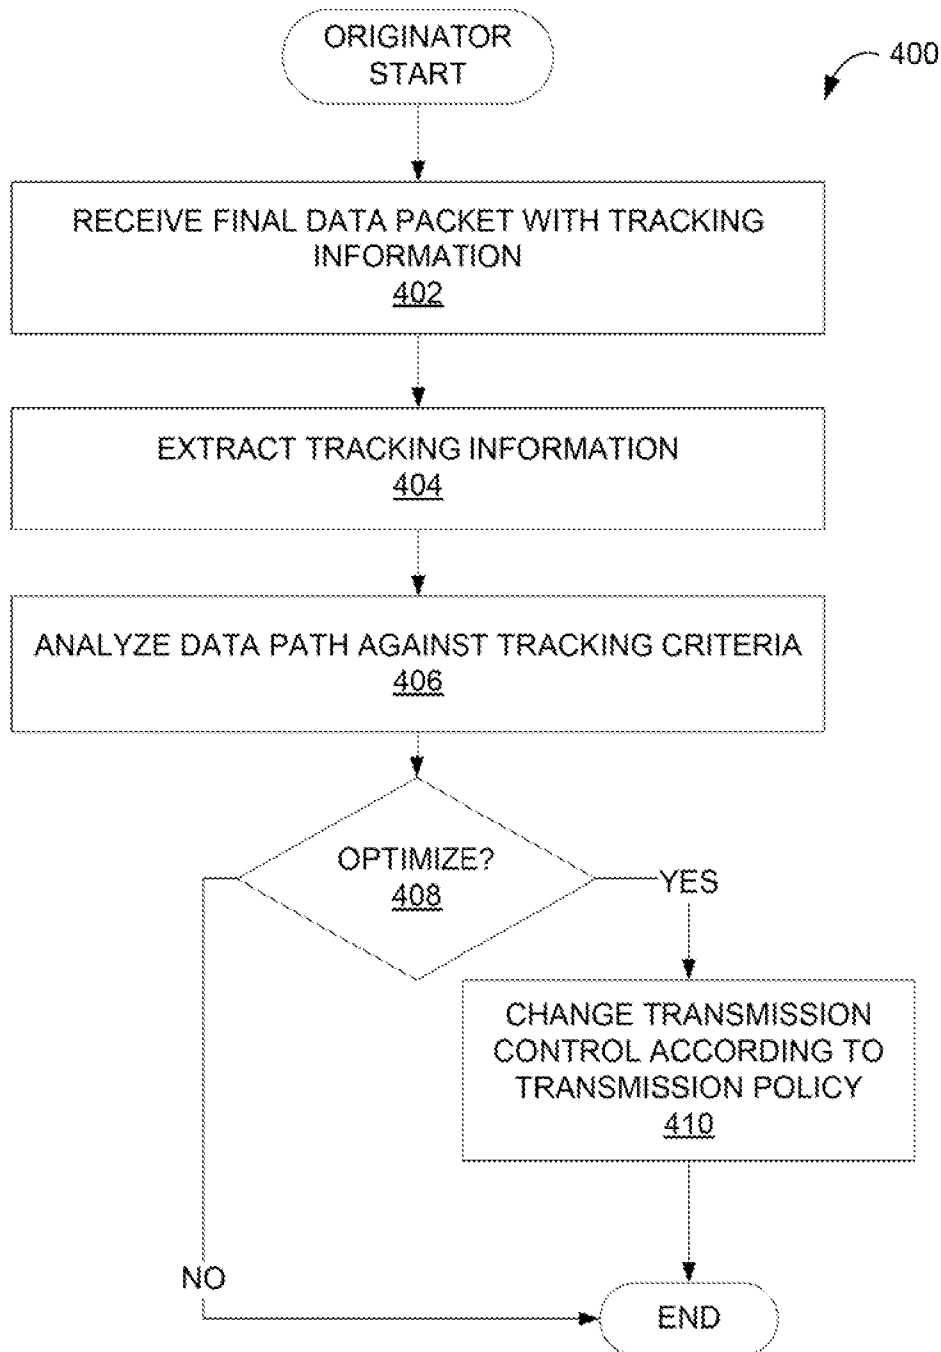 ORIGINATOR
START
400
RECEIVE FINAL DATA PACKET WITH TRACKING
INFORMATION
402
EXTRACT TRACKING INFORMATION
404
ANALYZE DATA PATH AGAINST TRACKING CRITERIA
406
OPTIMIZE?
408
YES
CHANGE TRANSMISSION
CONTROL ACCORDING TO
TRANSMISSION POLICY
410
NO
END